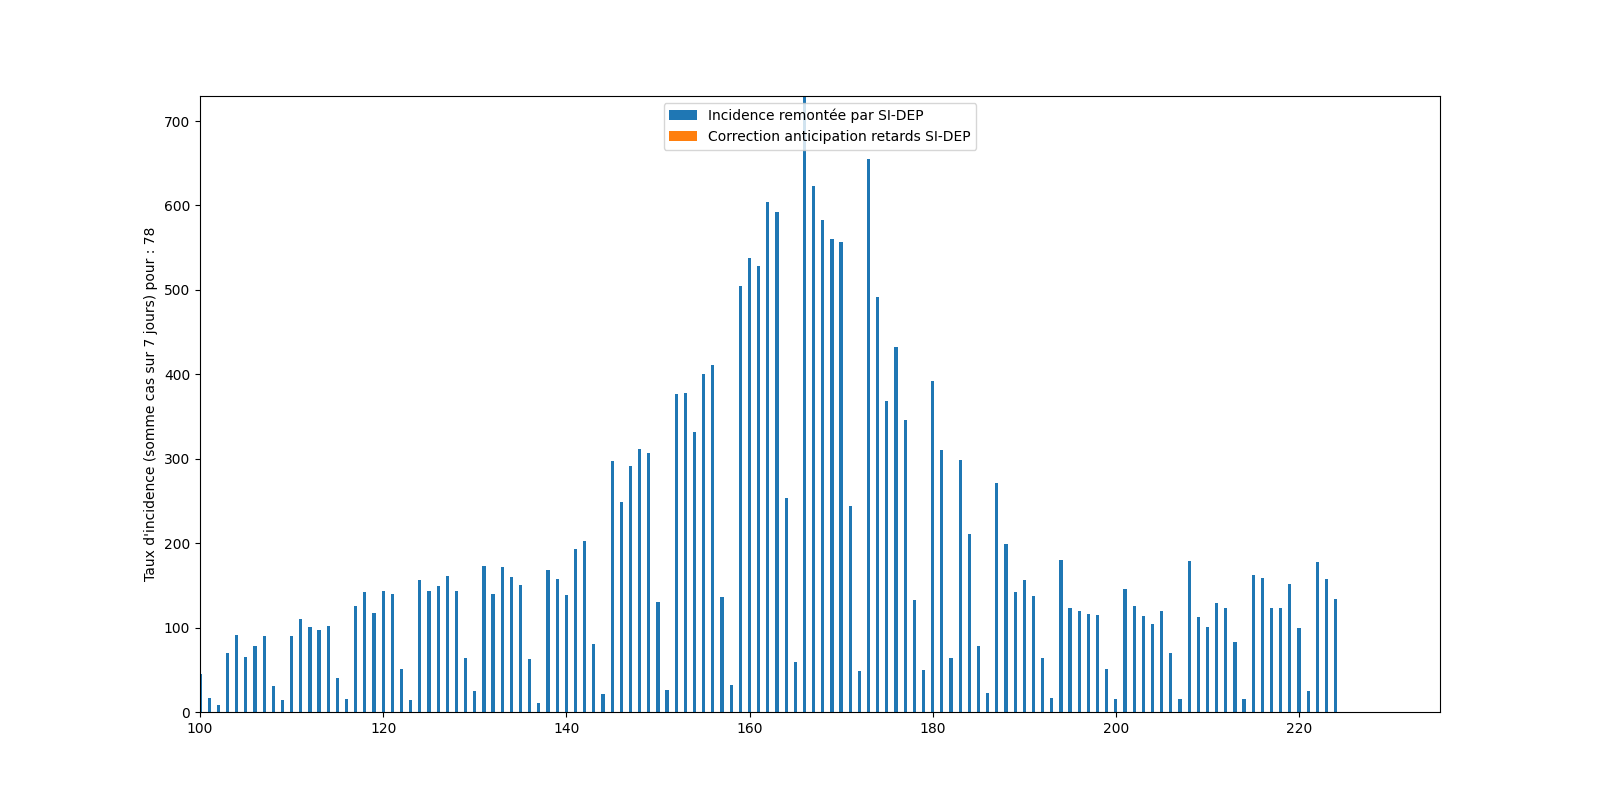 Incidence remontée par SI-DEP
Correction anticipation retards SI-DEP
Taux d'incidence (somme cas sur 7 jours) pour : 78
700
600
500
400
300
200
100
0
100 120 140 160 180 200 220